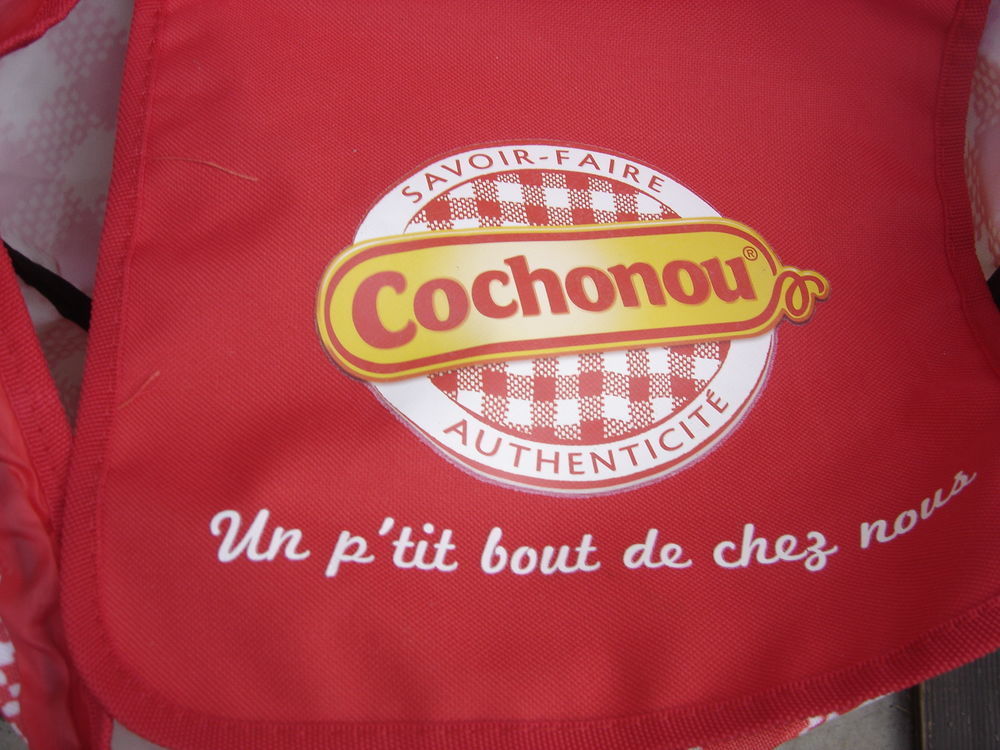 SAVOIR-FAIRE
Cochonou®
AUTHENTICITÉ
Un p'tit bout de chez nous